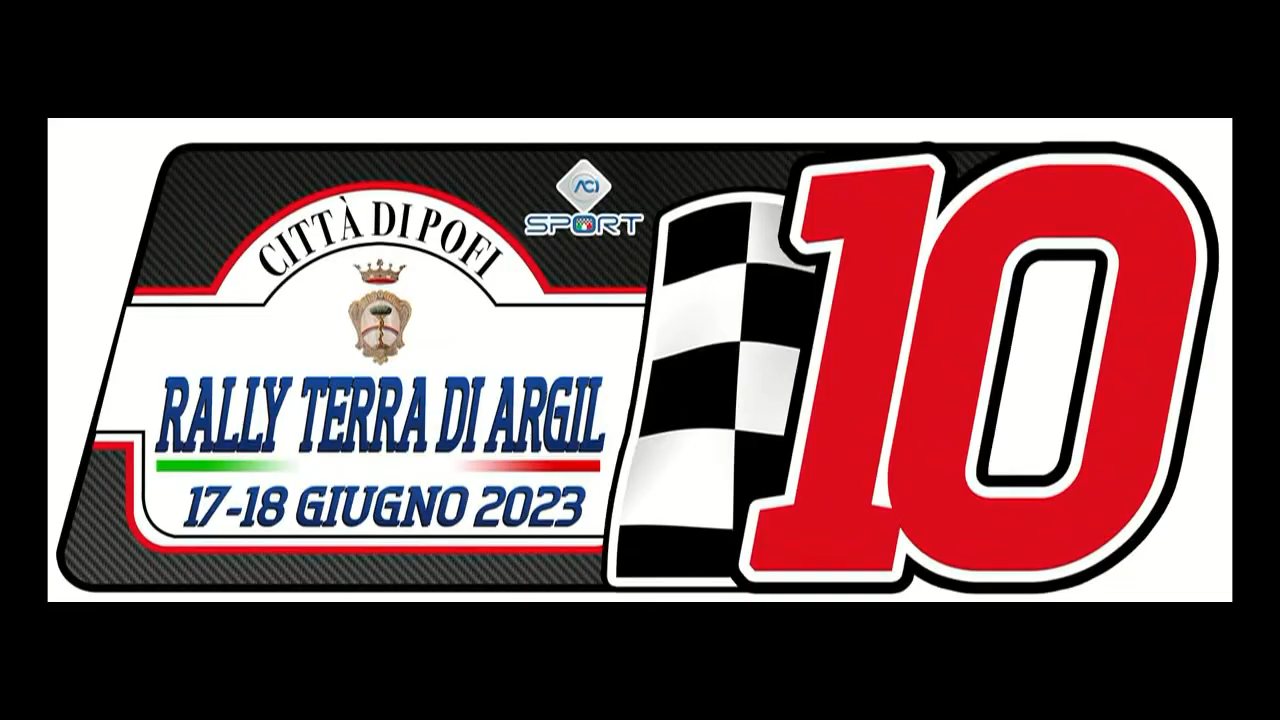 CITTÀ DI POFI
ACI
SPORT
RALLY TERRA DI ARGIL
17-18 GIUGNO 2023
10